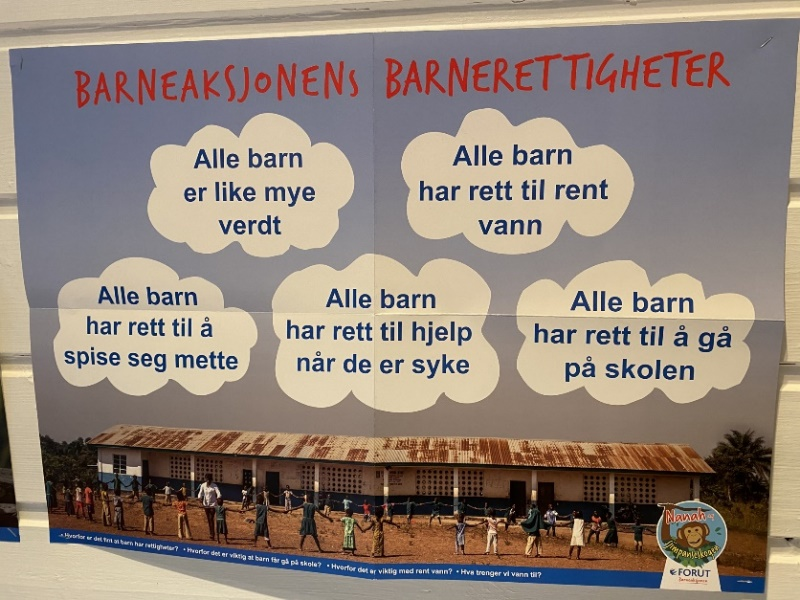 BARNEAKSJONENS BARNERETTIGHETER
Alle barn
er like mye
verdt
Alle barn
har rett til rent
vann
Alle barn
har rett til å
spise seg mette
Alle barn
har rett til hjelp
når de er syke
Alle barn
har rett til å gå
på skolen
• Hvorfor er det fint at barn har rettigheter? • Hvorfor det er viktig at barn får gå på skole? • Hvorfor det er viktig med rent vann? • Hva trenger vi vann til?
Nanah
Sjimpanseskogen
FORUT
Barneaksjonen